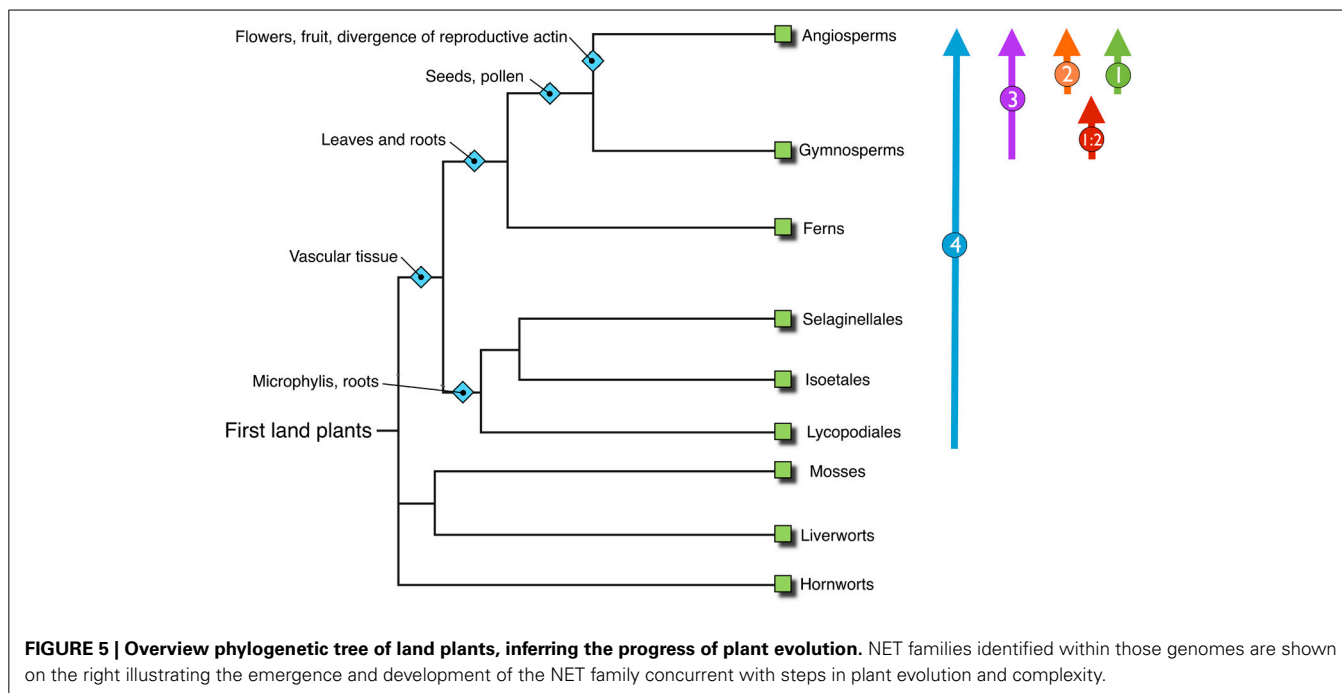 Flowers, fruit, divergence of reproductive actin
Seeds, pollen
Leaves and roots
Vascular tissue
Microphylis, roots
First land plants
Angiosperms
Gymnosperms
Ferns
Selaginellales
Isoetales
Lycopodiales
Mosses
Liverworts
Hornworts
4
3
2
1
1:2
FIGURE 5 | Overview phylogenetic tree of land plants, inferring the progress of plant evolution. NET families identified within those genomes are shown
on the right illustrating the emergence and development of the NET family concurrent with steps in plant evolution and complexity.